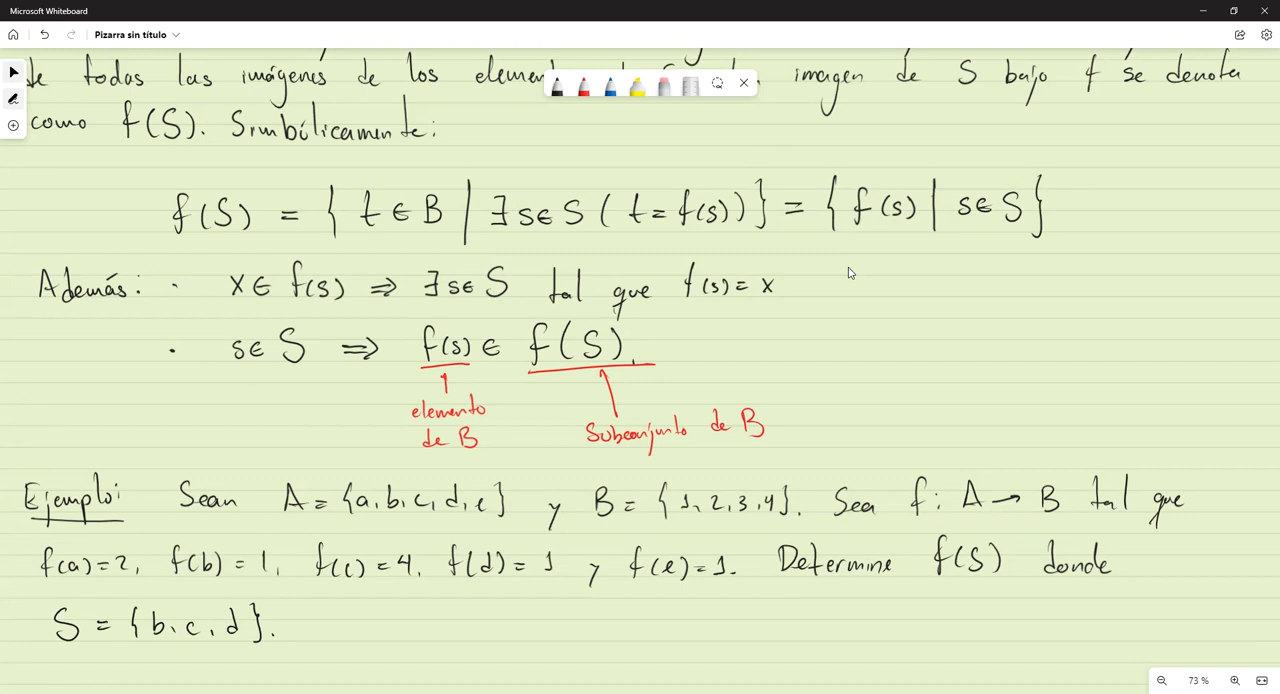 Microsoft Whiteboard
Pizarra sin título
de todas las imágenes de los imagen de S bajo f se denota
como f(S). Simbólicamente:
f(S) = { t ∈ B | ∃ s∈ S ( t = f(s) ) } = { f(s) | s∈ S }
Además: · x ∈ f(s) ⇒ ∃ s∈ S tal que f(s) = x
· s∈ S ⇒ f(s) ∈ f(S).
elemento de B
Subconjunto de B
Ejemplo: Sean A = {a, b, c, d, e} y B = {1, 2, 3, 4}. Sea f: A → B tal que
f(a) = 2, f(b) = 1, f(c) = 4, f(d) = 1 y f(e) = 1. Determine f(S) donde
S = {b, c, d}.
73 %